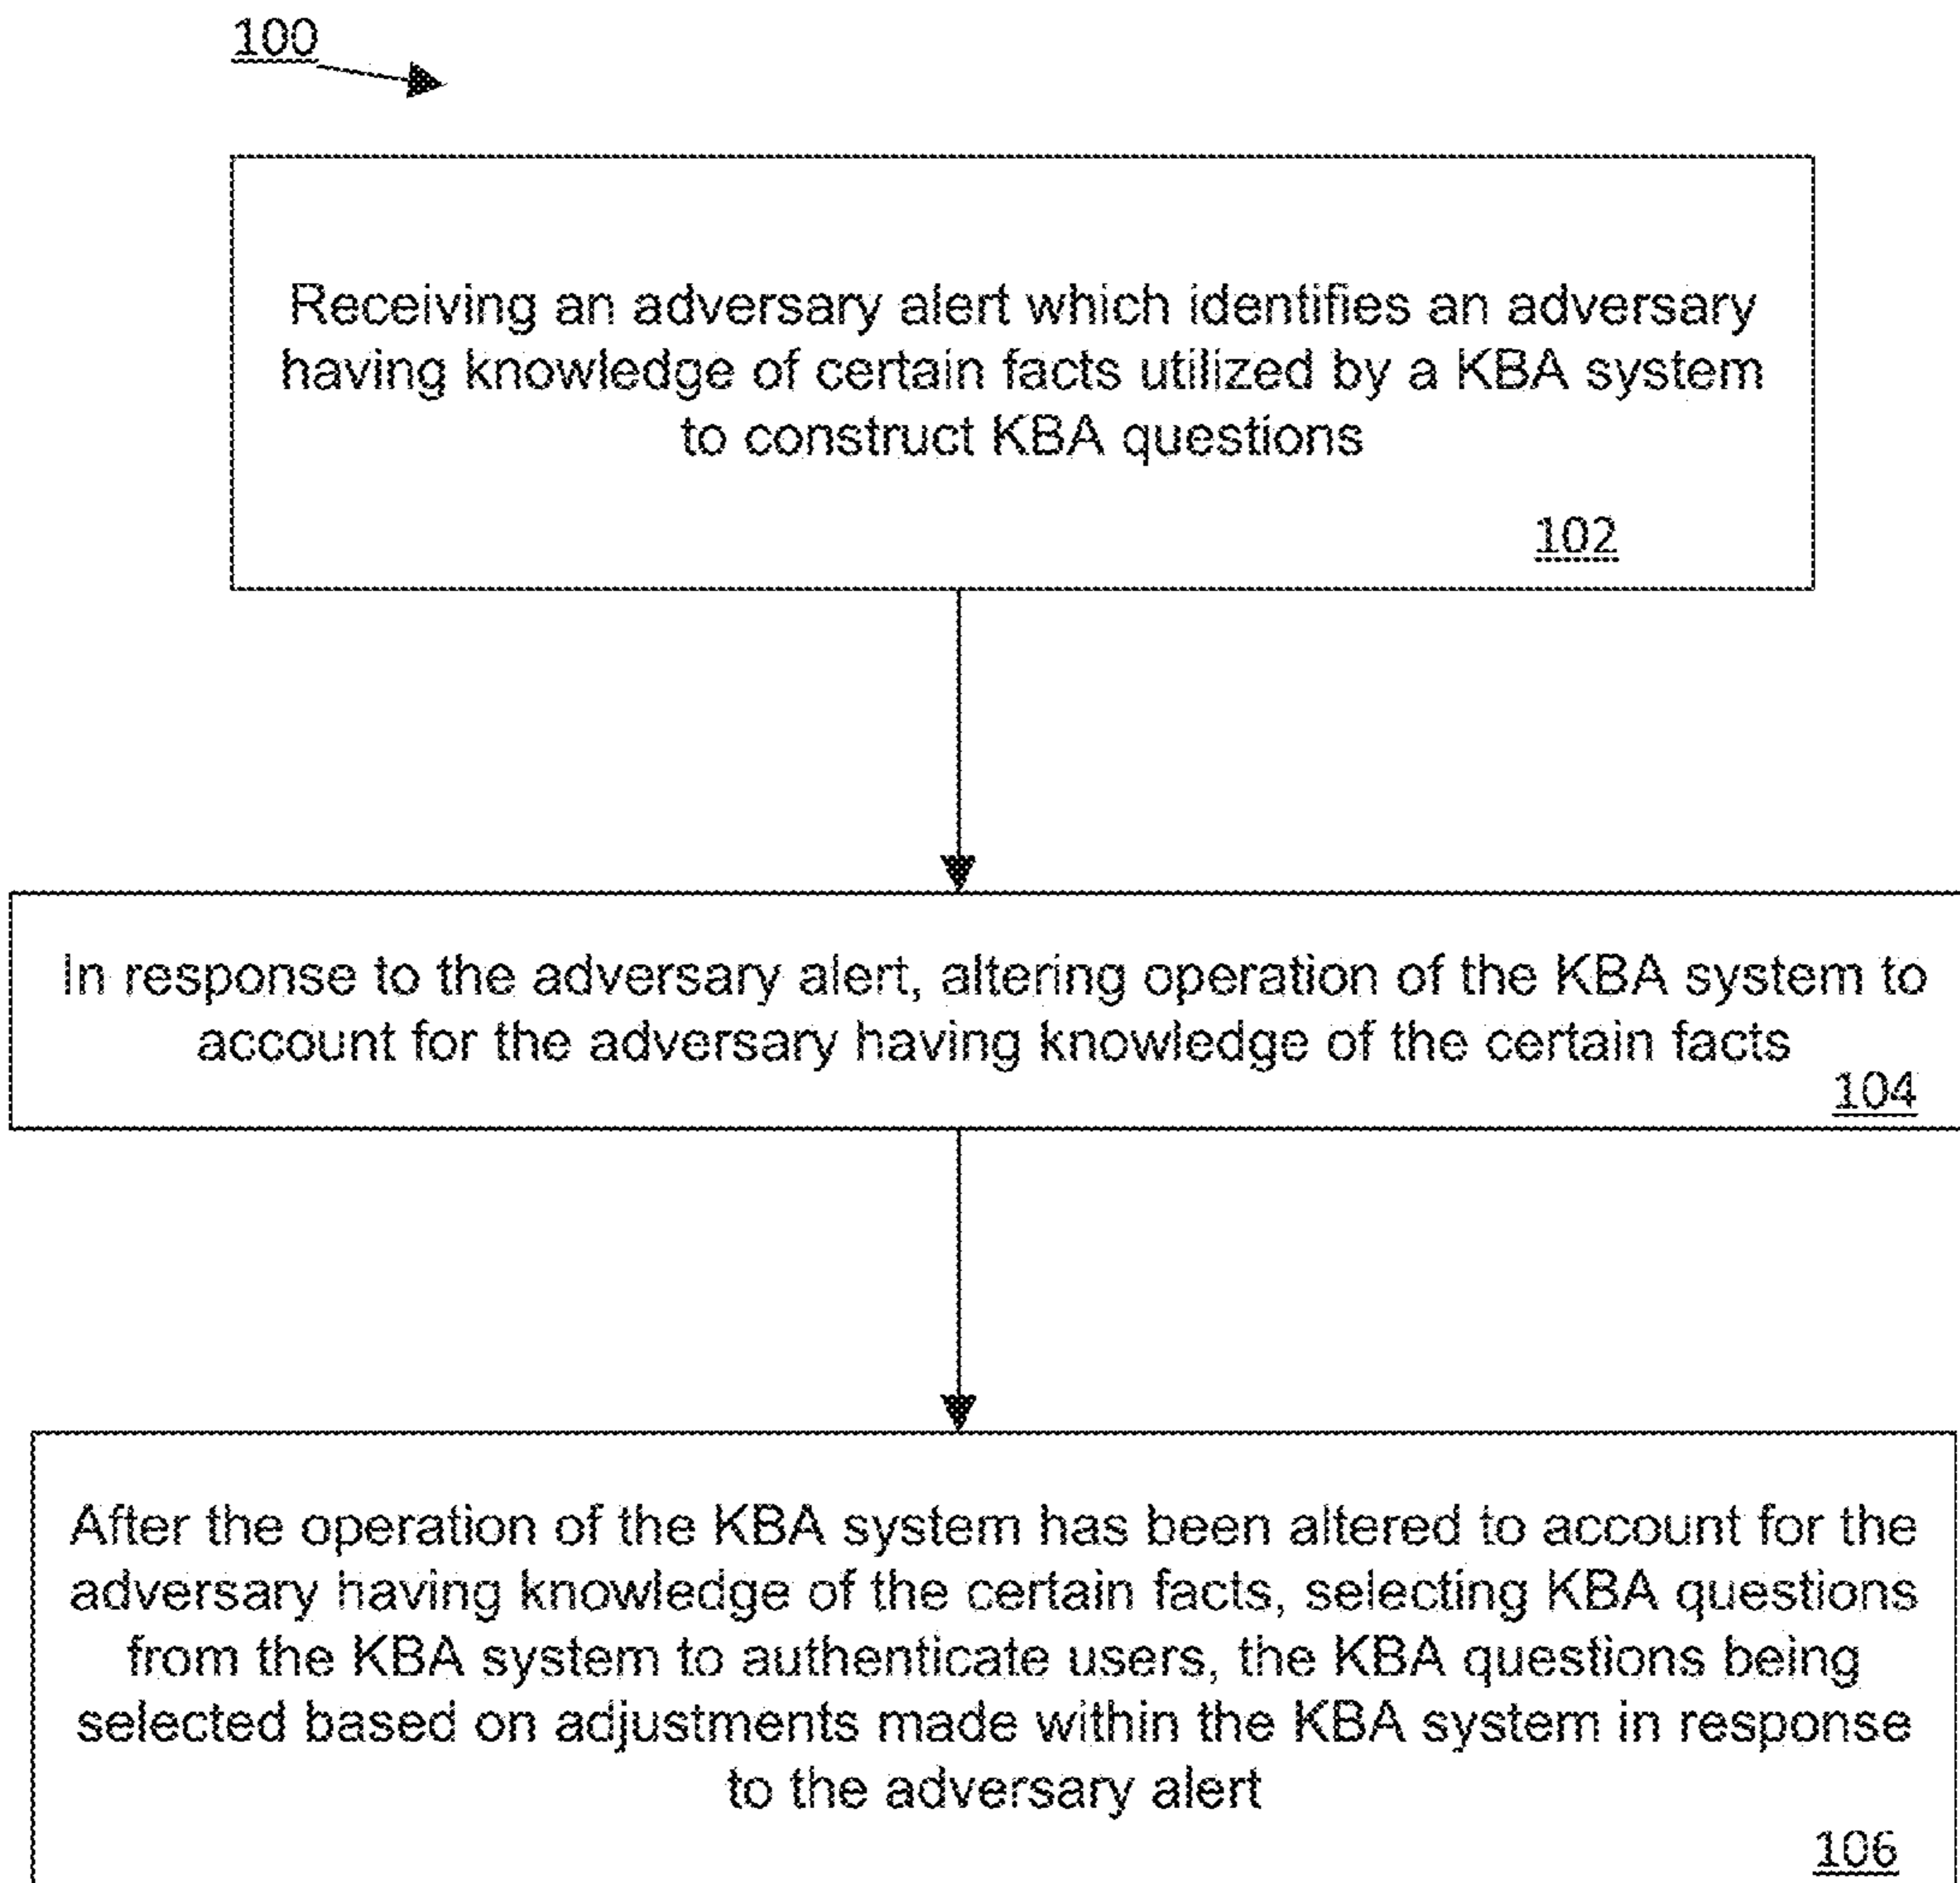 100
Receiving an adversary alert which identifies an adversary
having knowledge of certain facts utilized by a KBA system
to construct KBA questions
102
In response to the adversary alert, altering operation of the KBA system to
account for the adversary having knowledge of the certain facts
104
After the operation of the KBA system has been altered to account for the
adversary having knowledge of the certain facts, selecting KBA questions
from the KBA system to authenticate users, the KBA questions being
selected based on adjustments made within the KBA system in response
to the adversary alert
106